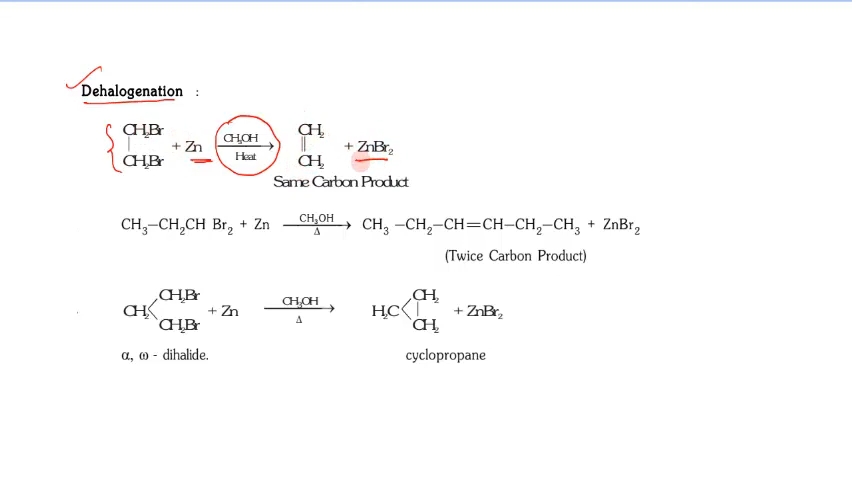 Dehalogenation :
CH₂Br CH₃OH CH₂
| + Zn ⟶ || + ZnBr₂
CH₂Br Heat CH₂
Same Carbon Product
CH₃—CH₂CH Br₂ + Zn CH₃OH ⟶ Δ CH₃ —CH₂—CH=CH—CH₂—CH₃ + ZnBr₂
(Twice Carbon Product)
CH₂Br CH₃OH CH₂
CH₂ + Zn ⟶ H₂C | + ZnBr₂
CH₂Br Δ CH₂
α, ω - dihalide. cyclopropane